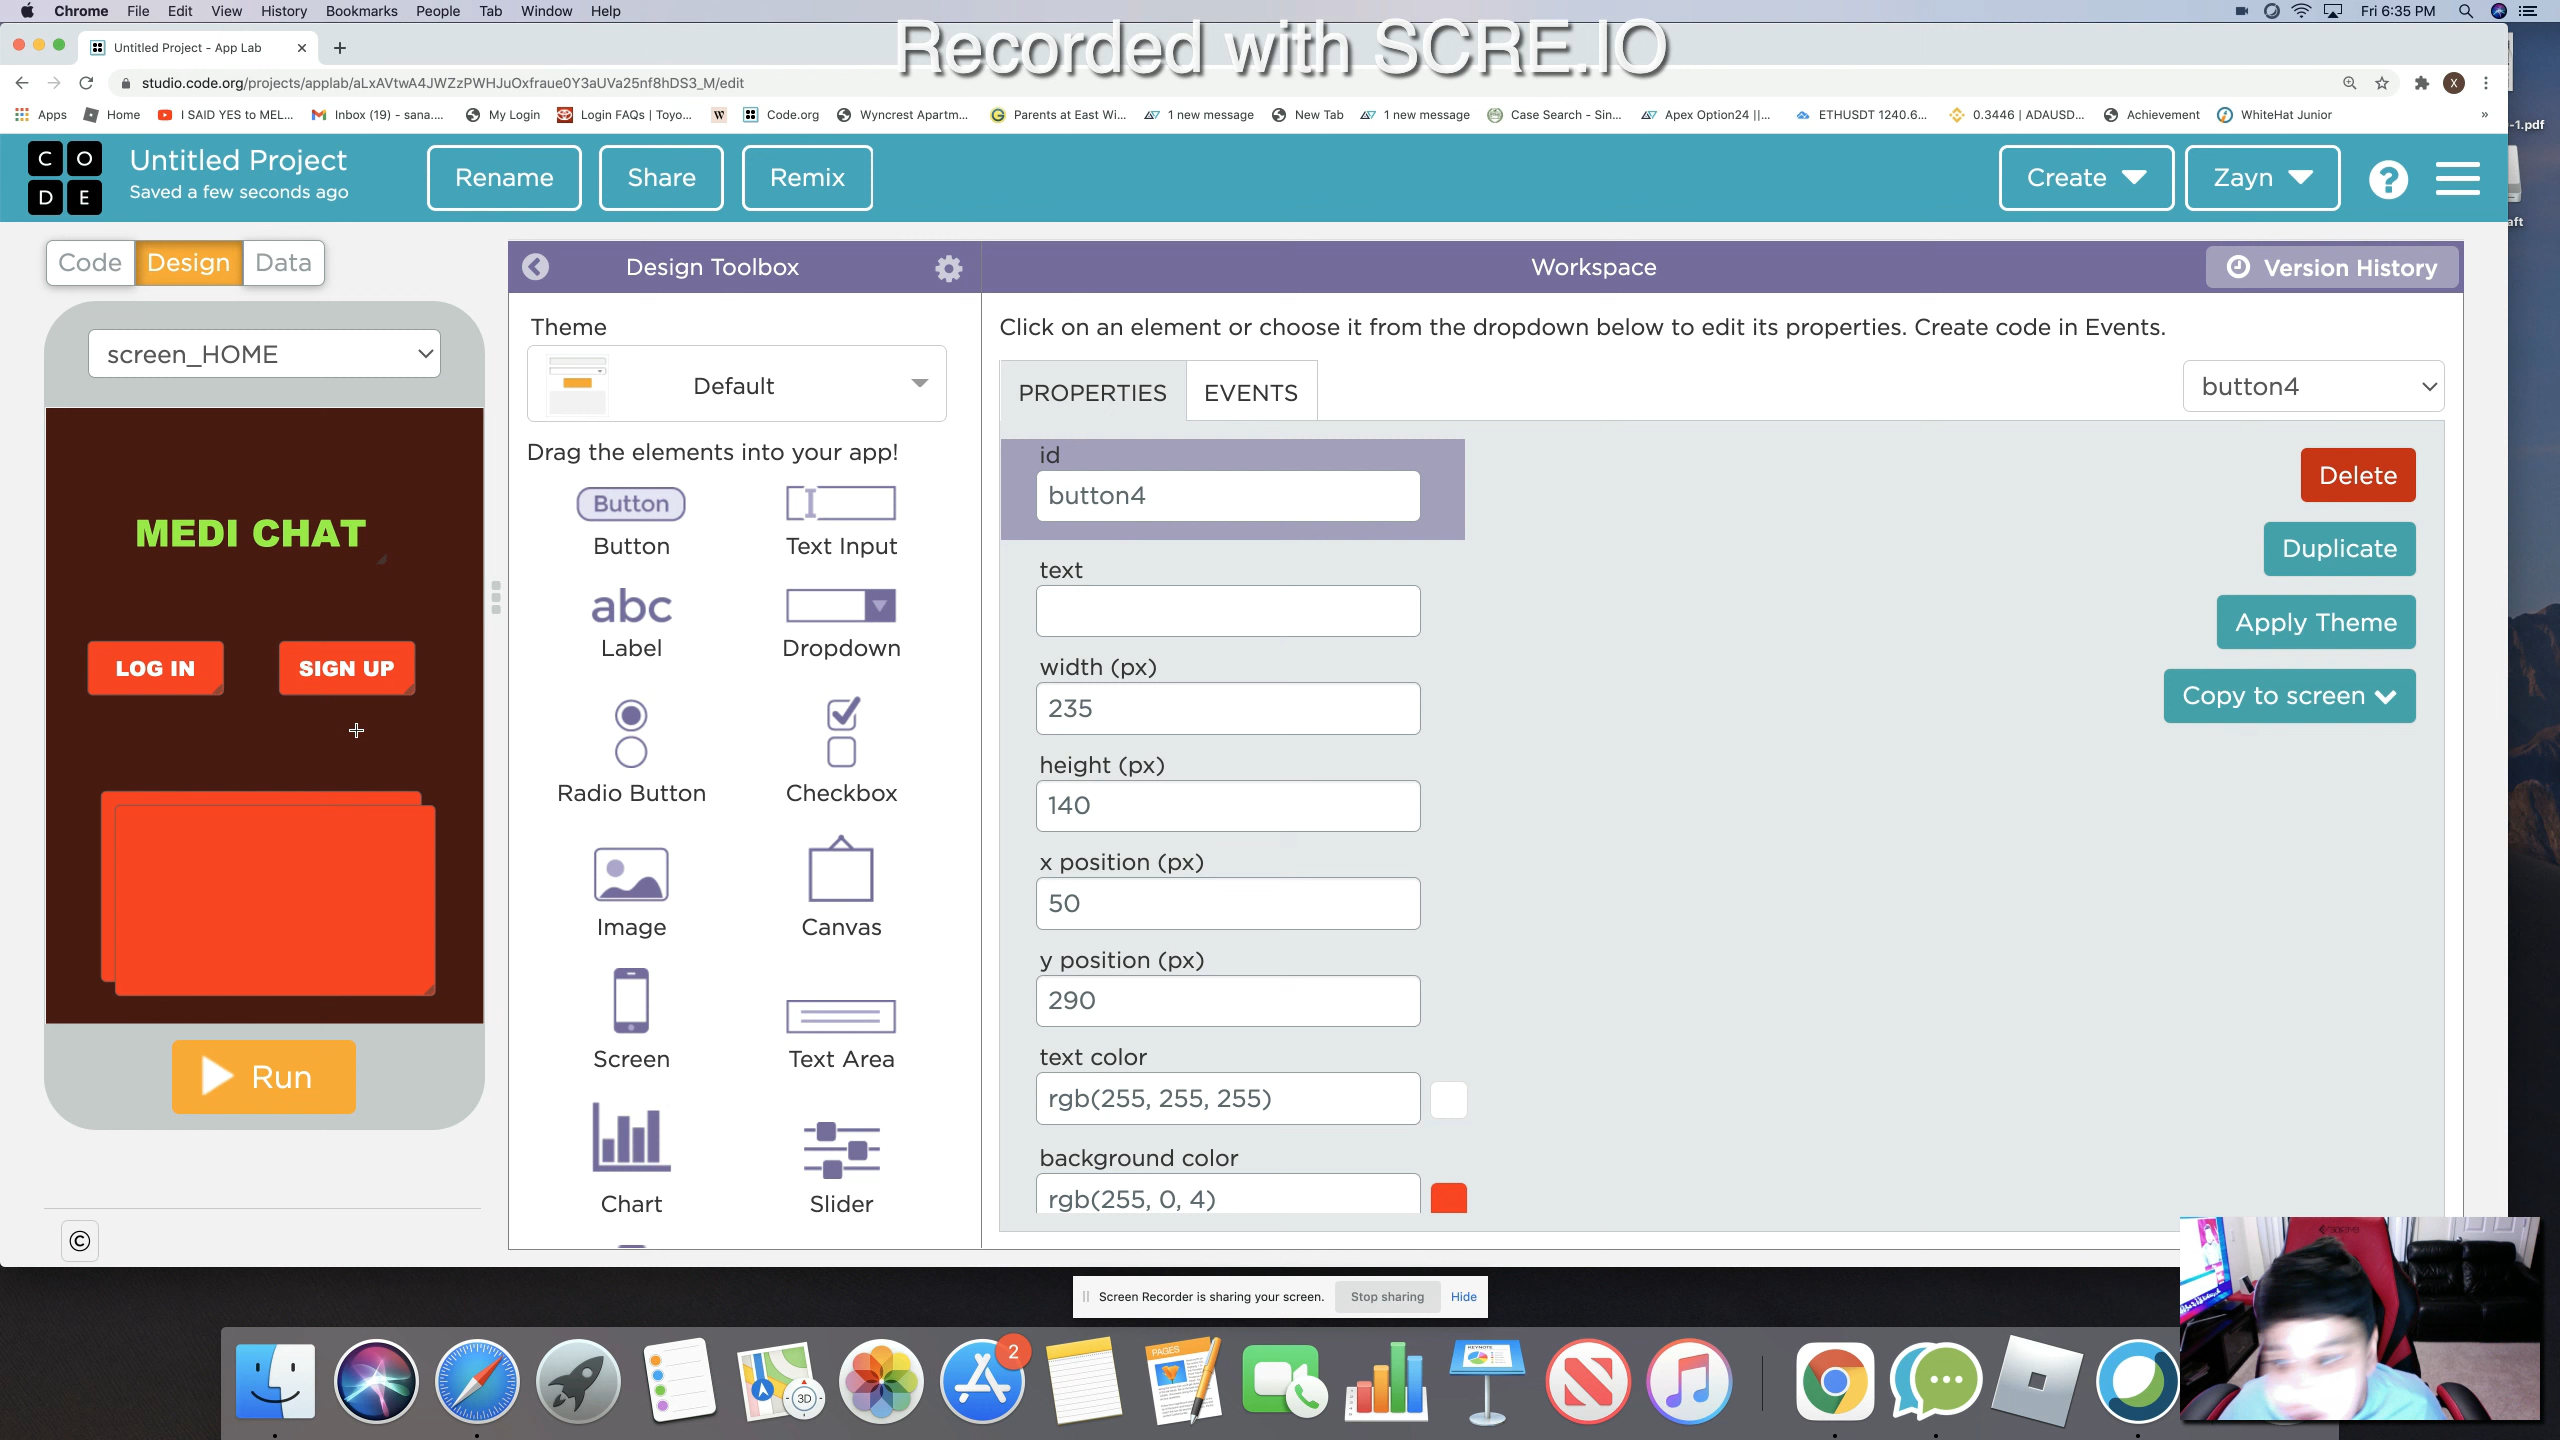 Chrome File Edit View History Bookmarks People Tab Window Help
Fri 6:35 PM
Recorded with SCRE.IO
Untitled Project - App Lab
studio.code.org/projects/applab/aLxAVtwA4JWZzPWHJuOxfraue0Y3aUVa25nf8hDS3_M/edit
X
Apps Home I SAID YES to MEL... Inbox (19) - sana.... My Login Login FAQs | Toyo... W Code.org Wyncrest Apartm... Parents at East Wi... 1 new message New Tab 1 new message Case Search - Sin... Apex Option24 ||... ETHUSDT 1240.6... 0.3446 | ADAUSD... Achievement WhiteHat Junior »
-1.pdf
aft
C O
D E
Untitled Project
Saved a few seconds ago
Rename
Share
Remix
Create
Zayn
?
Code
Design
Data
Design Toolbox
Workspace
Version History
screen_HOME
MEDI CHAT
LOG IN
SIGN UP
Run
©
Theme
Default
Drag the elements into your app!
Button
Button
Text Input
abc
Label
Dropdown
Radio Button
Checkbox
Image
Canvas
Screen
Text Area
Chart
Slider
Click on an element or choose it from the dropdown below to edit its properties. Create code in Events.
PROPERTIES
EVENTS
button4
id
button4
text
width (px)
235
height (px)
140
x position (px)
50
y position (px)
290
text color
rgb(255, 255, 255)
background color
rgb(255, 0, 4)
Delete
Duplicate
Apply Theme
Copy to screen
Screen Recorder is sharing your screen.
Stop sharing
Hide
3D
2
PAGES